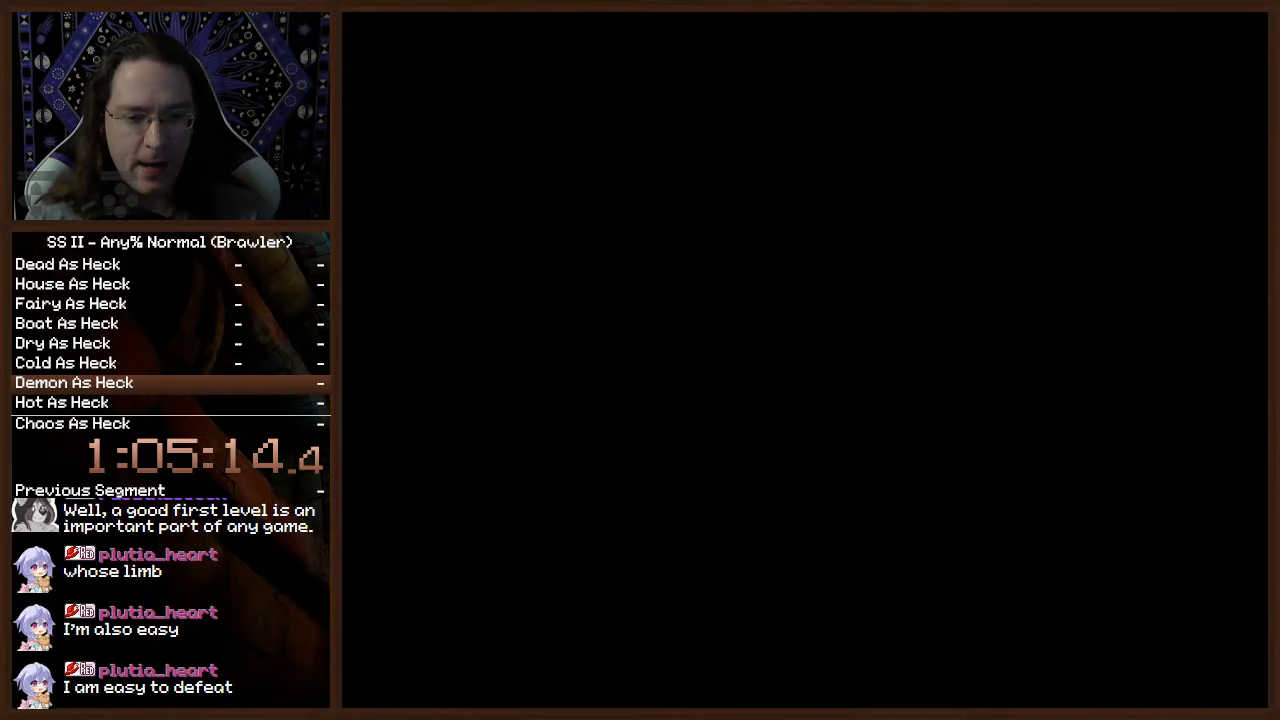 SS II - Any% Normal (Brawler)
Dead As Heck - -
House As Heck - -
Fairy As Heck - -
Boat As Heck - -
Dry As Heck - -
Cold As Heck - -
Demon As Heck -
Hot As Heck -
Chaos As Heck -
1:05:14.4
Previous Segment -
Well, a good first level is an
important part of any game.
RED plutia_heart
whose limb
RED plutia_heart
I'm also easy
RED plutia_heart
I am easy to defeat